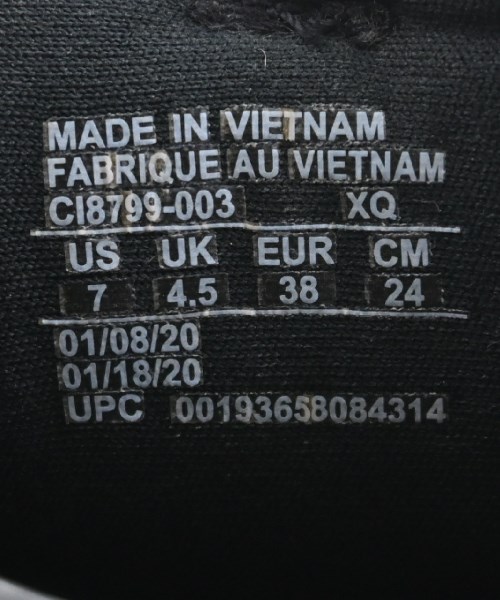 MADE IN VIETNAM
FABRIQUE AU VIETNAM
CI8799-003 XQ
US UK EUR CM
7 4.5 38 24
01/08/20
01/18/20
UPC 00193658084314